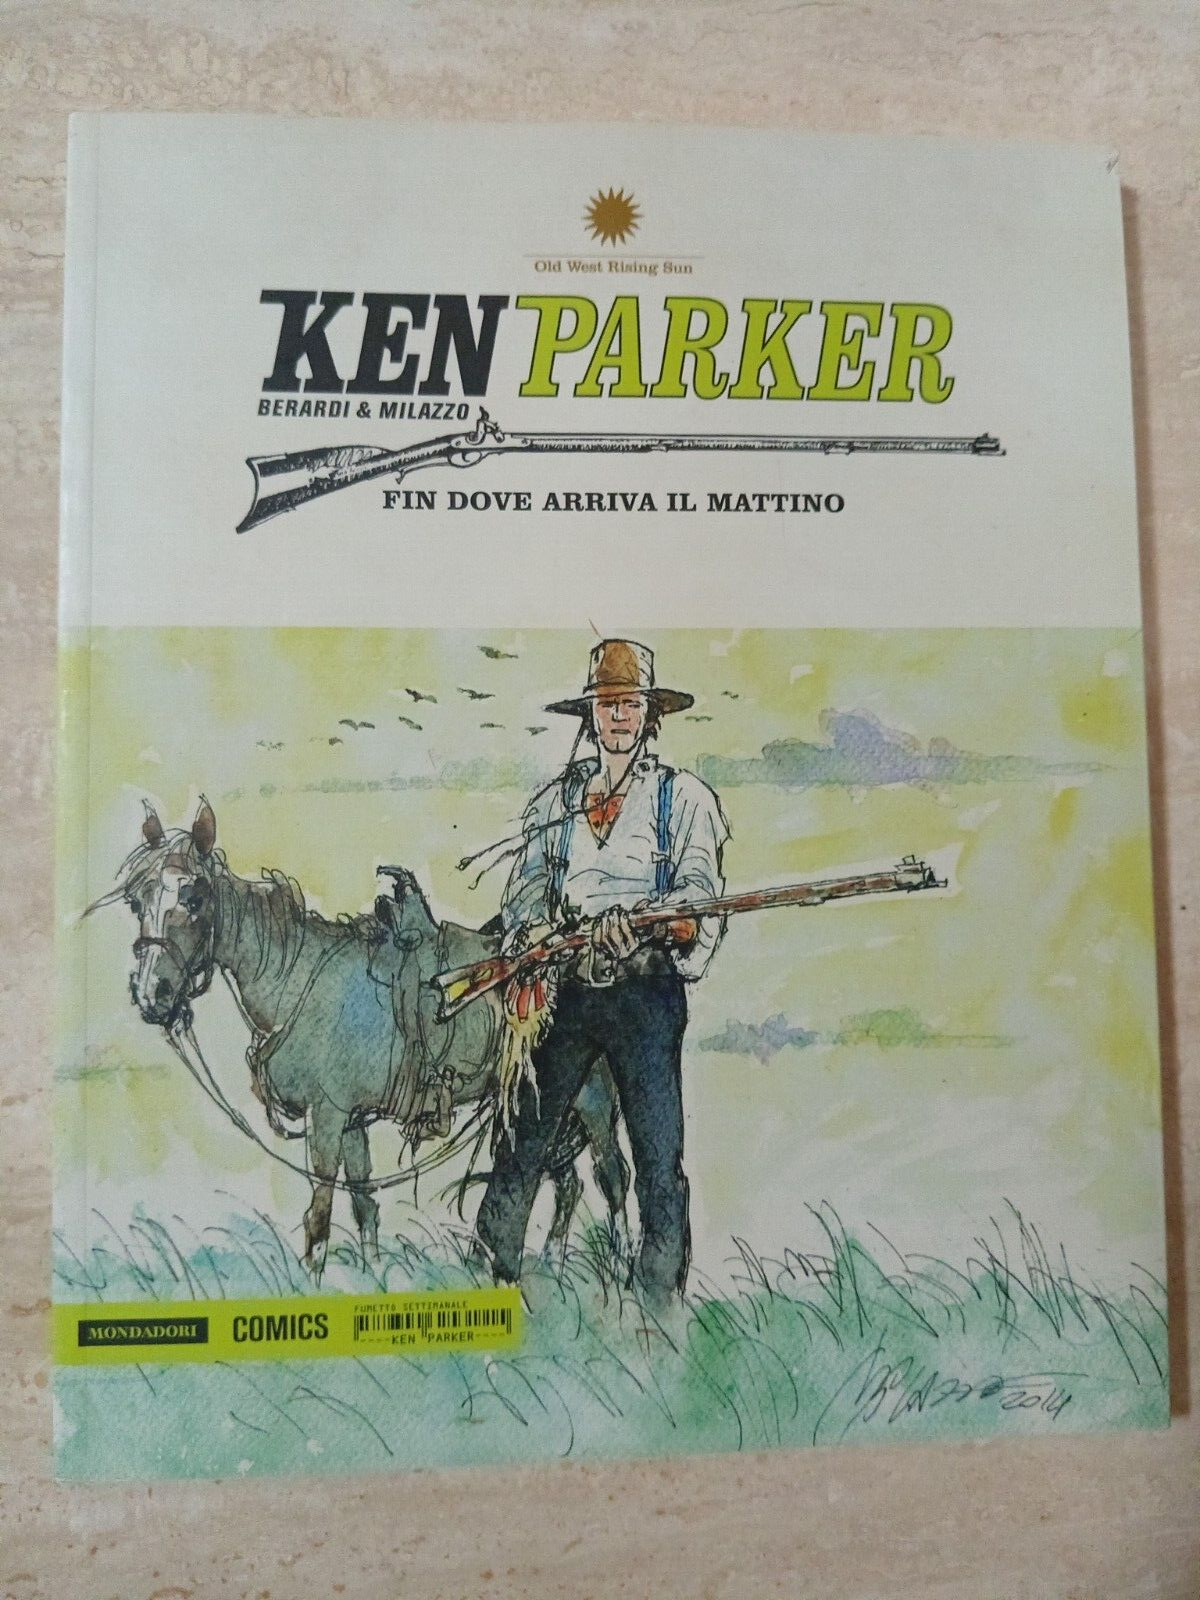 Old West Rising Sun
KEN PARKER
BERARDI & MILAZZO
FIN DOVE ARRIVA IL MATTINO
MONDADORI
COMICS
FUMETTO SETTIMANALE
----KEN PARKER----
Milazzo 2014